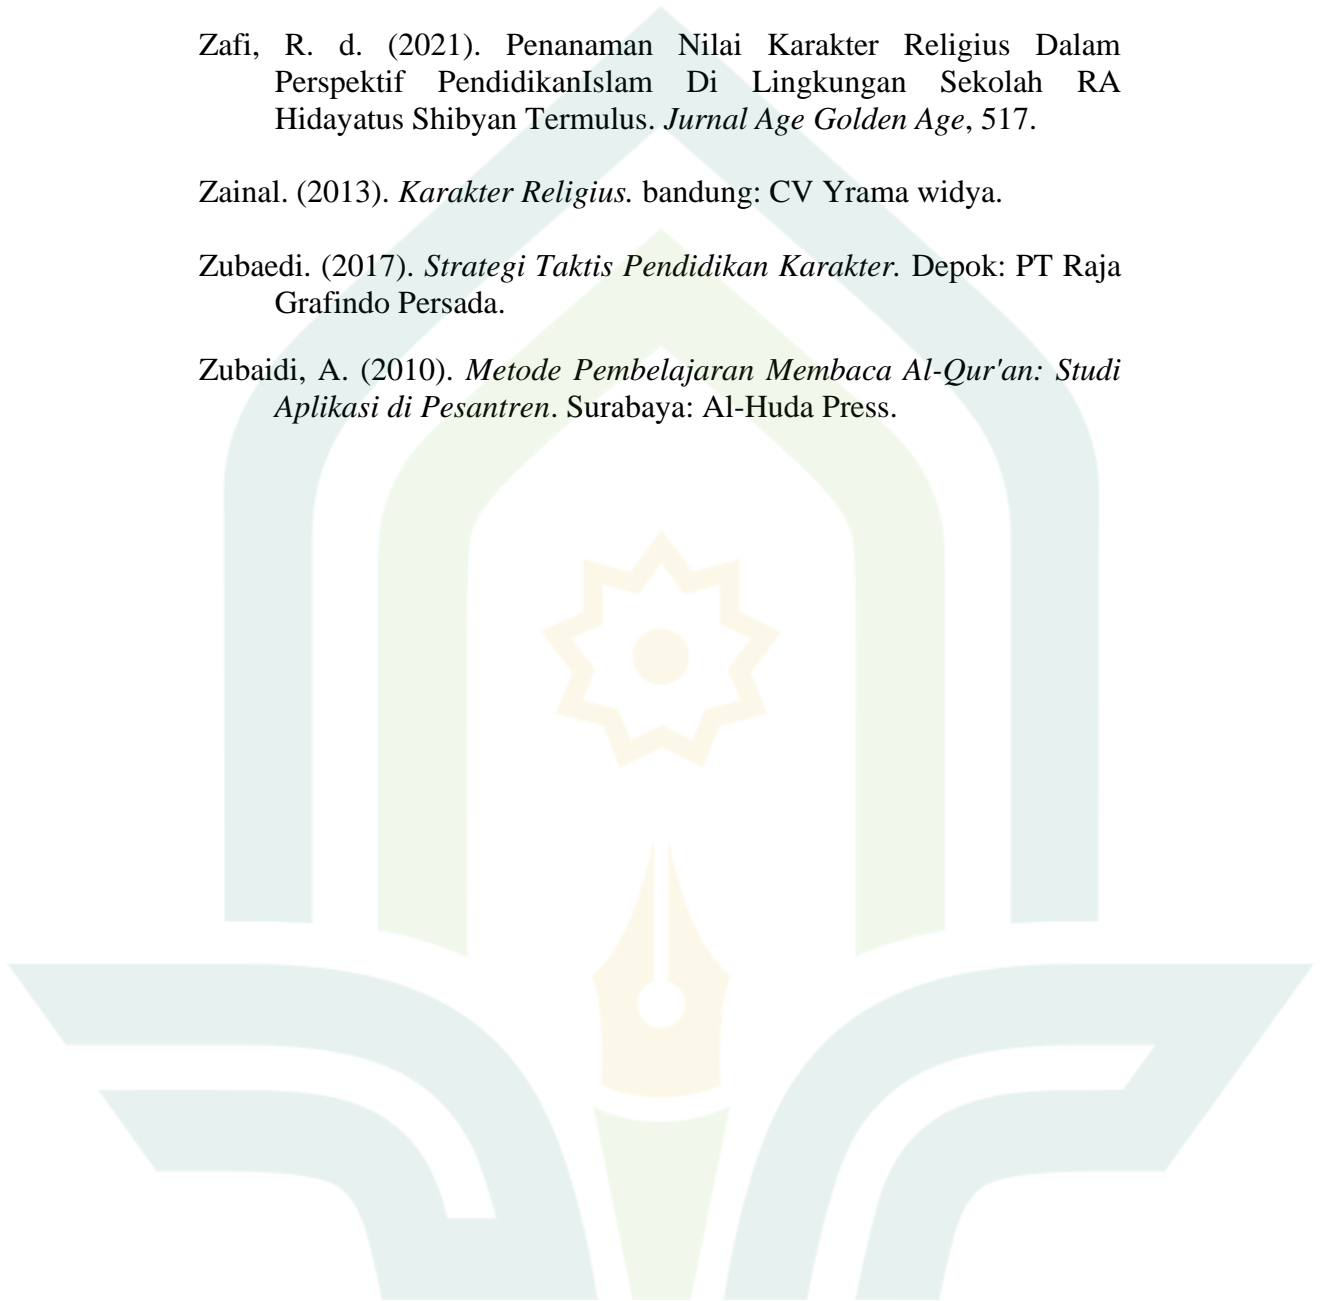 Zafi, R. d. (2021). Penanaman Nilai Karakter Religius Dalam
Perspektif PendidikanIslam Di Lingkungan Sekolah RA
Hidayatus Shibyan Termulus. Jurnal Age Golden Age, 517.
Zainal. (2013). Karakter Religius. bandung: CV Yrama widya.
Zubaedi. (2017). Strategi Taktis Pendidikan Karakter. Depok: PT Raja
Grafindo Persada.
Zubaidi, A. (2010). Metode Pembelajaran Membaca Al-Qur'an: Studi
Aplikasi di Pesantren. Surabaya: Al-Huda Press.